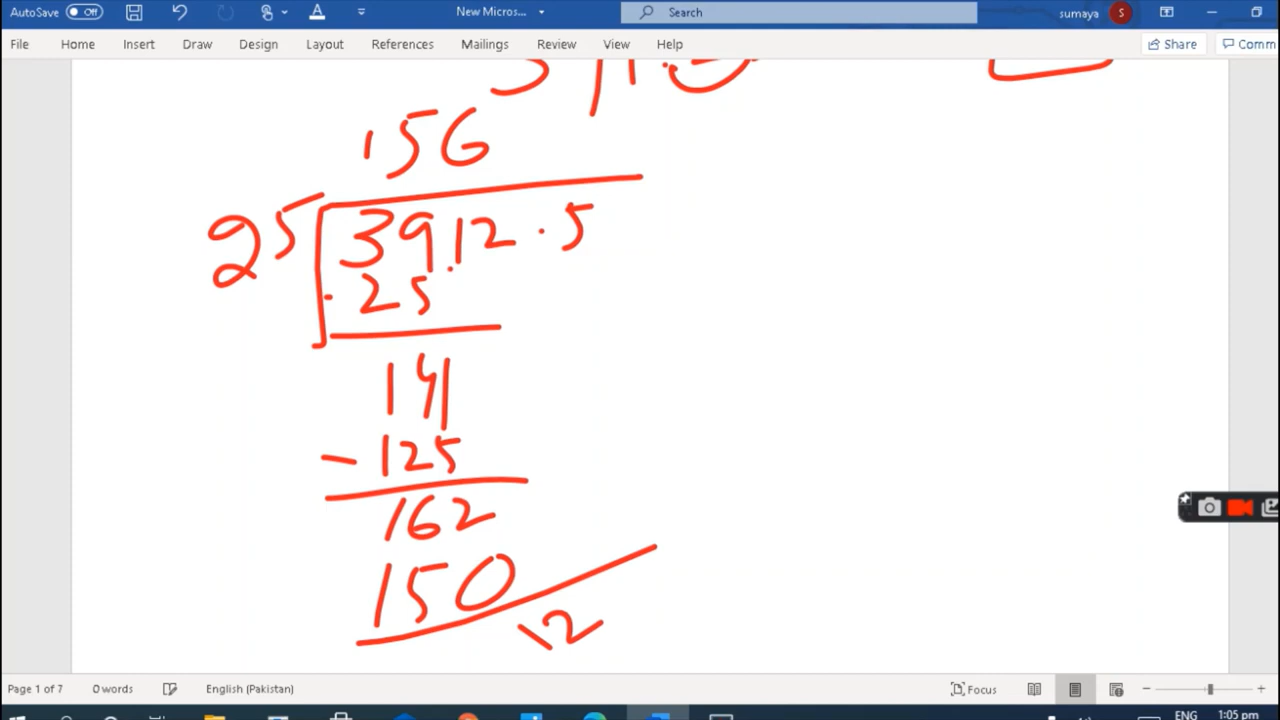 AutoSave Off New Micros... Search sumaya S
File Home Insert Draw Design Layout References Mailings Review View Help Share Comm
156
25 3912.5
25
141
- 125
162
150
12
Page 1 of 7 0 words English (Pakistan) Focus
ENG 1:05 pm